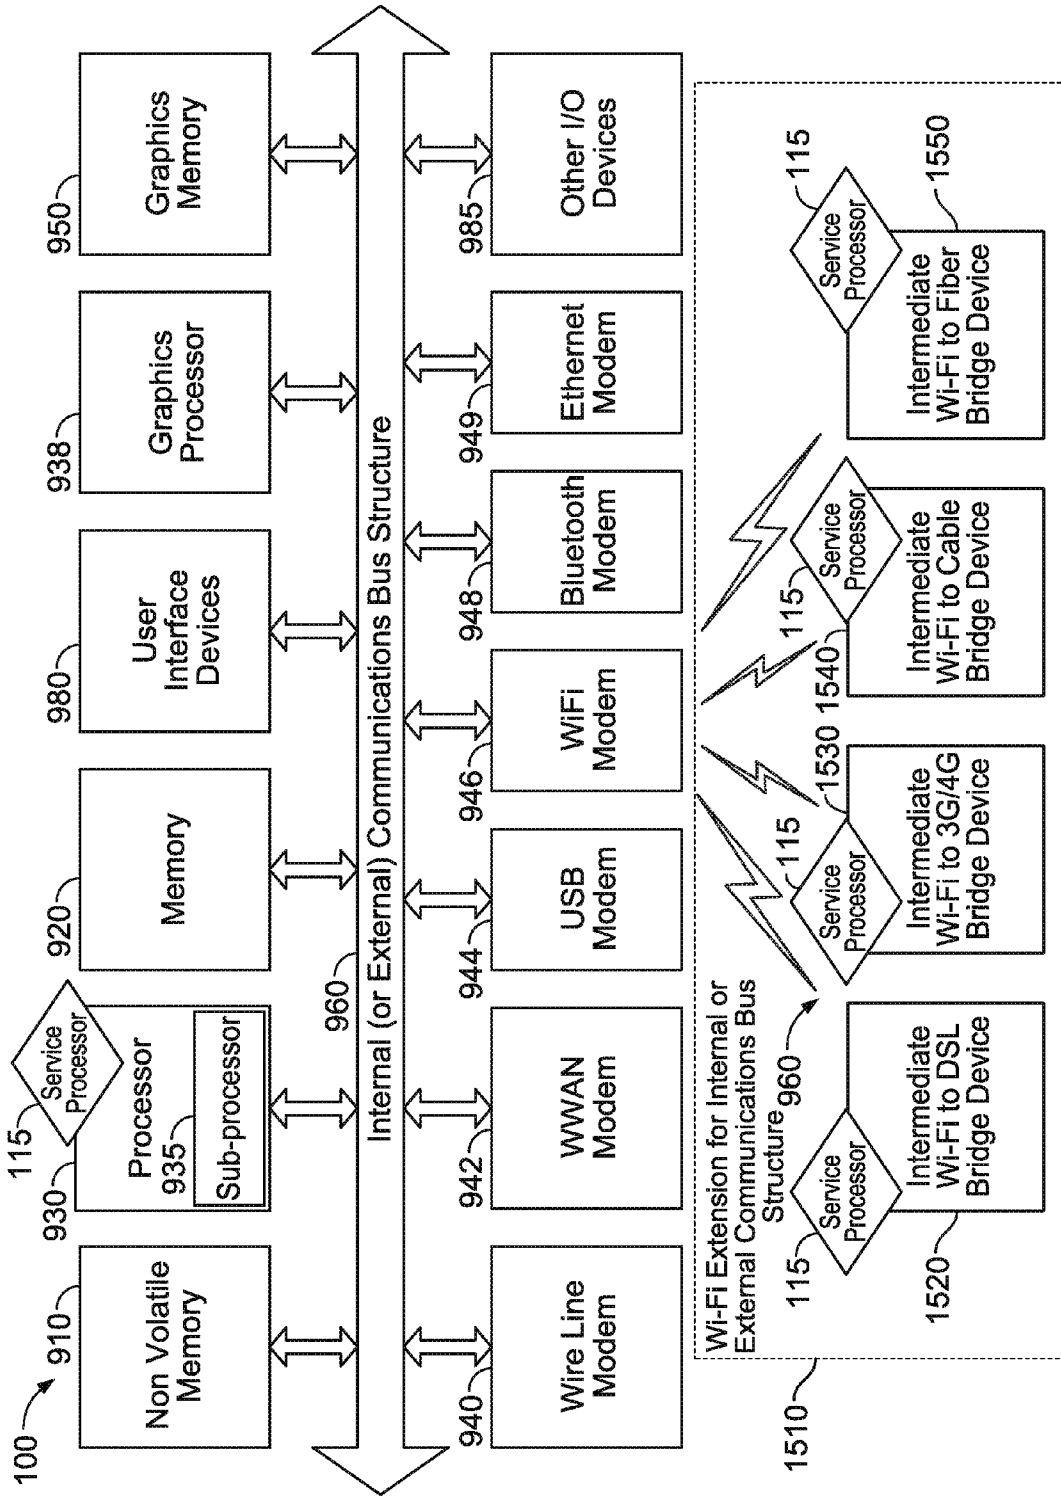 100
910
Non Volatile
Memory
930
115
Service
Processor
Processor
935
Sub-processor
920
Memory
980
User
Interface
Devices
938
Graphics
Processor
950
Graphics
Memory
960
Internal (or External) Communications Bus Structure
940
Wire Line
Modem
942
WWAN
Modem
944
USB
Modem
946
WiFi
Modem
948
Bluetooth
Modem
949
Ethernet
Modem
985
Other I/O
Devices
1510
Wi-Fi Extension for Internal or
External Communications Bus
Structure
960
115
Service
Processor
1520
Intermediate
Wi-Fi to DSL
Bridge Device
115
Service
Processor
1530
Intermediate
Wi-Fi to 3G/4G
Bridge Device
1540
115
Service
Processor
Intermediate
Wi-Fi to Cable
Bridge Device
115
Service
Processor
1550
Intermediate
Wi-Fi to Fiber
Bridge Device